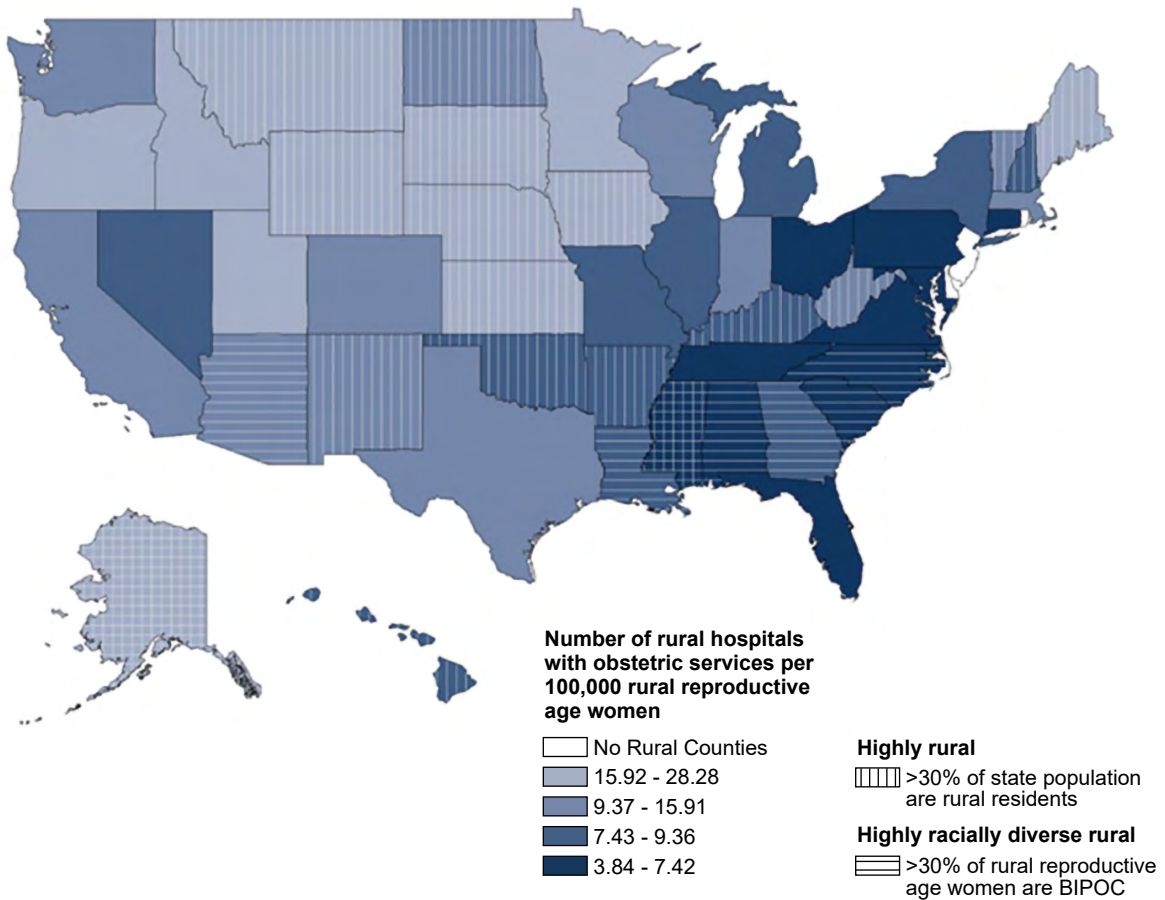 Number of rural hospitals
with obstetric services per
100,000 rural reproductive
age women
No Rural Counties
15.92 - 28.28
9.37 - 15.91
7.43 - 9.36
3.84 - 7.42
Highly rural
>30% of state population
are rural residents
Highly racially diverse rural
>30% of rural reproductive
age women are BIPOC